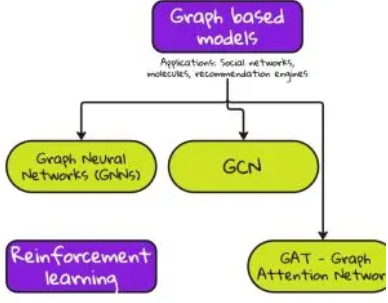 Graph based
models
Applications: Social networks,
molecules, recommendation engines
Graph Neural
Networks (GNNs)
GCN
Reinforcement
learning
GAT - Graph
Attention Network